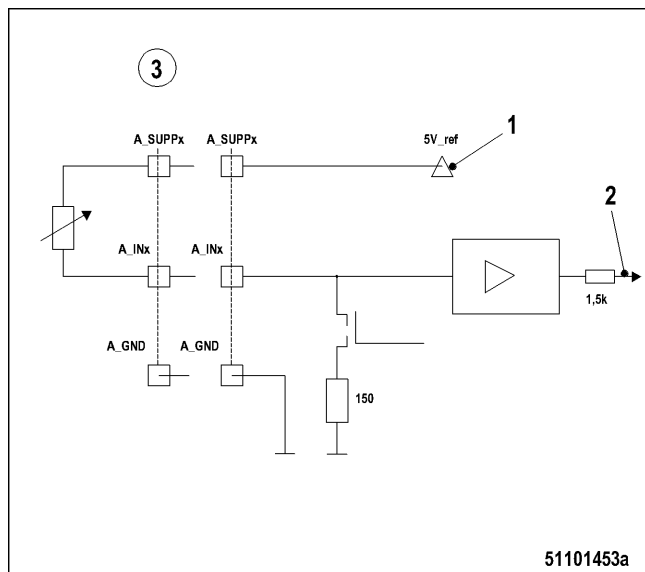 3
1
A_SUPPx A_SUPPx 5V_ref
2
A_INx A_INx
1,5k
A_GND A_GND
150
51101453a